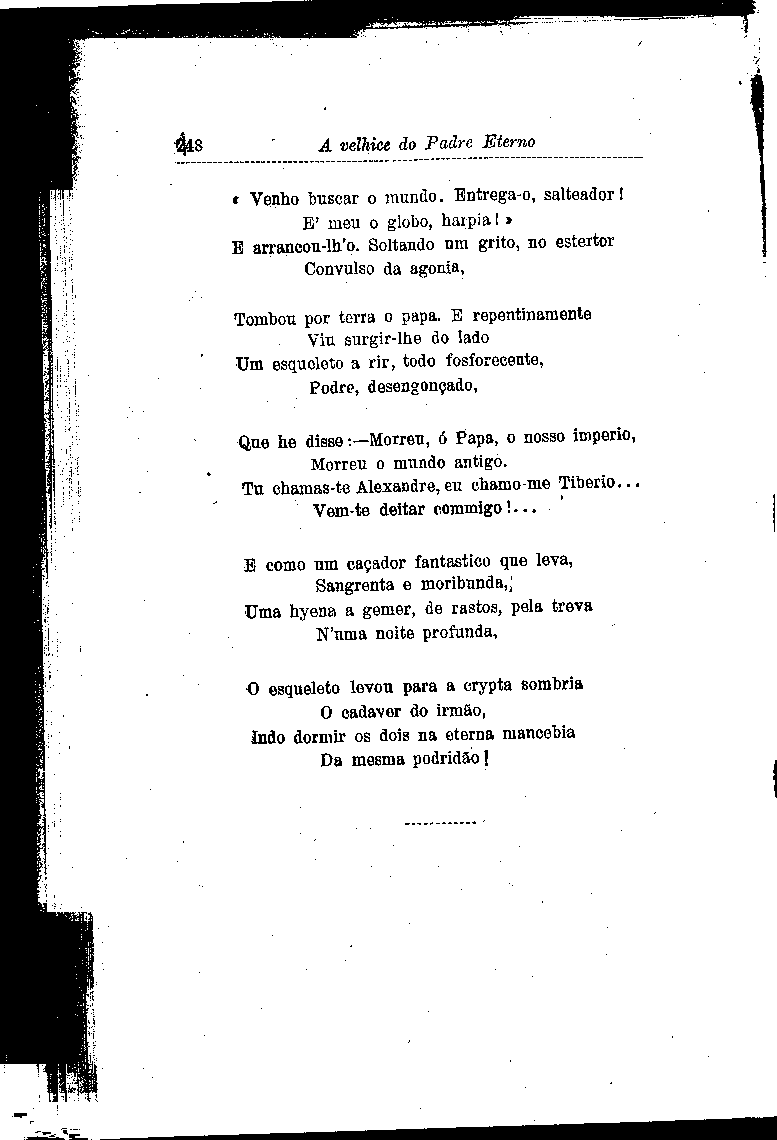 248 A velhice do Padre Eterno
« Venho buscar o mundo. Entrega-o, salteador!
E' meu o globo, harpia! »
E arrancou-lh'o. Soltando um grito, no estertor
Convulso da agonia,
Tombou por terra o papa. E repentinamente
Viu surgir-lhe do lado
Um esqueleto a rir, todo fosforecente,
Podre, desengonçado,
Que he disse:—Morreu, ó Papa, o nosso imperio,
Morreu o mundo antigo.
Tu chamas-te Alexandre, eu chamo-me Tiberio...
Vem-te deitar commigo!...
E como um caçador fantastico que leva,
Sangrenta e moribunda,
Uma hyena a gemer, de rastos, pela treva
N'uma noite profunda,
O esqueleto levou para a crypta sombria
O cadaver do irmão,
Indo dormir os dois na eterna mancebia
Da mesma podridão!